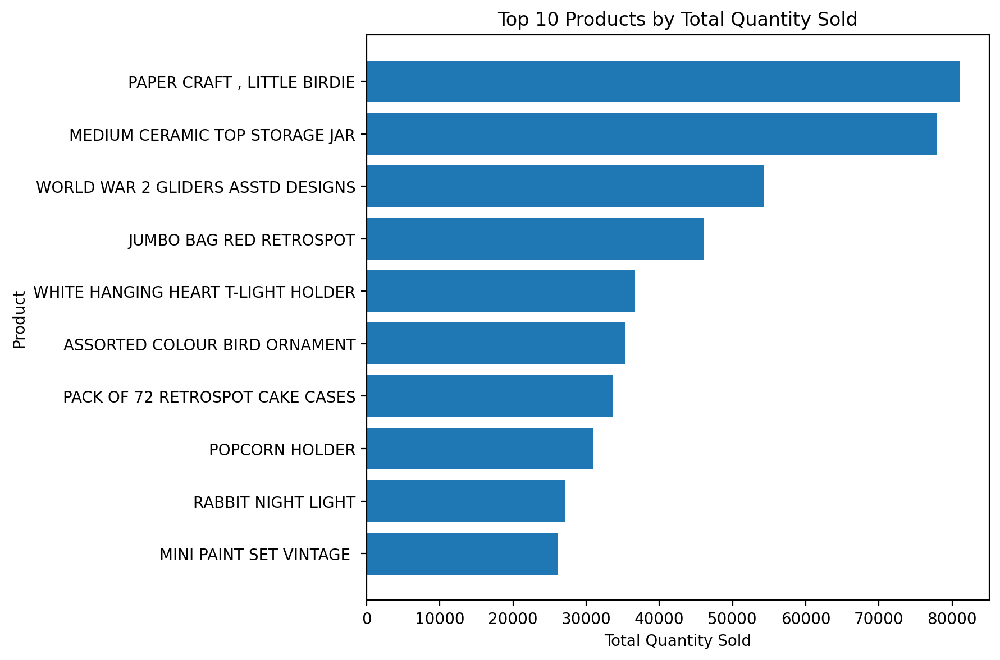 Top 10 Products by Total Quantity Sold
PAPER CRAFT , LITTLE BIRDIE
MEDIUM CERAMIC TOP STORAGE JAR
WORLD WAR 2 GLIDERS ASSTD DESIGNS
JUMBO BAG RED RETROSPOT
WHITE HANGING HEART T-LIGHT HOLDER
ASSORTED COLOUR BIRD ORNAMENT
PACK OF 72 RETROSPOT CAKE CASES
POPCORN HOLDER
RABBIT NIGHT LIGHT
MINI PAINT SET VINTAGE
Product
0 10000 20000 30000 40000 50000 60000 70000 80000
Total Quantity Sold